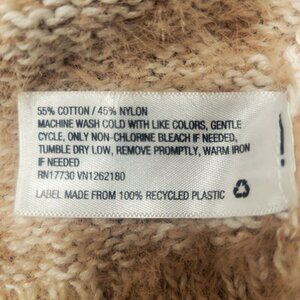 55% COTTON / 45% NYLON
MACHINE WASH COLD WITH LIKE COLORS, GENTLE
CYCLE, ONLY NON-CHLORINE BLEACH IF NEEDED,
TUMBLE DRY LOW, REMOVE PROMPTLY, WARM IRON
IF NEEDED
RN17730 VN1262180
LABEL MADE FROM 100% RECYCLED PLASTIC